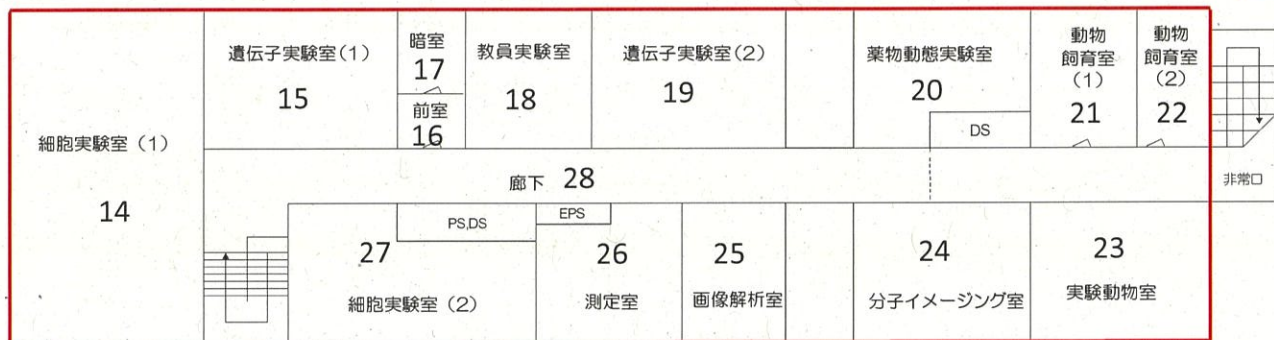 遺伝子実験室(1)
15
暗室
17
前室
16
教員実験室
18
遺伝子実験室(2)
19
薬物動態実験室
20
DS
動物
飼育室
(1)
21
動物
飼育室
(2)
22
細胞実験室(1)
14
廊下 28
非常口
PS,DS
EPS
27
細胞実験室(2)
26
測定室
25
画像解析室
24
分子イメージング室
23
実験動物室